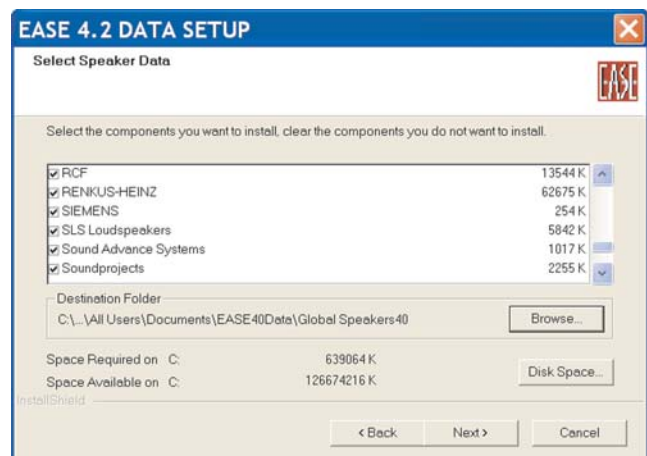 EASE 4.2 DATA SETUP
Select Speaker Data
EASE
Select the components you want to install, clear the components you do not want to install.
RCF 13544 K
RENKUS-HEINZ 62675 K
SIEMENS 254 K
SLS Loudspeakers 5842 K
Sound Advance Systems 1017 K
Soundprojects 2255 K
Destination Folder
C:\...\All Users\Documents\EASE40Data\Global Speakers40 Browse...
Space Required on C: 639064 K
Space Available on C: 126674216 K
Disk Space...
InstallShield
< Back Next > Cancel